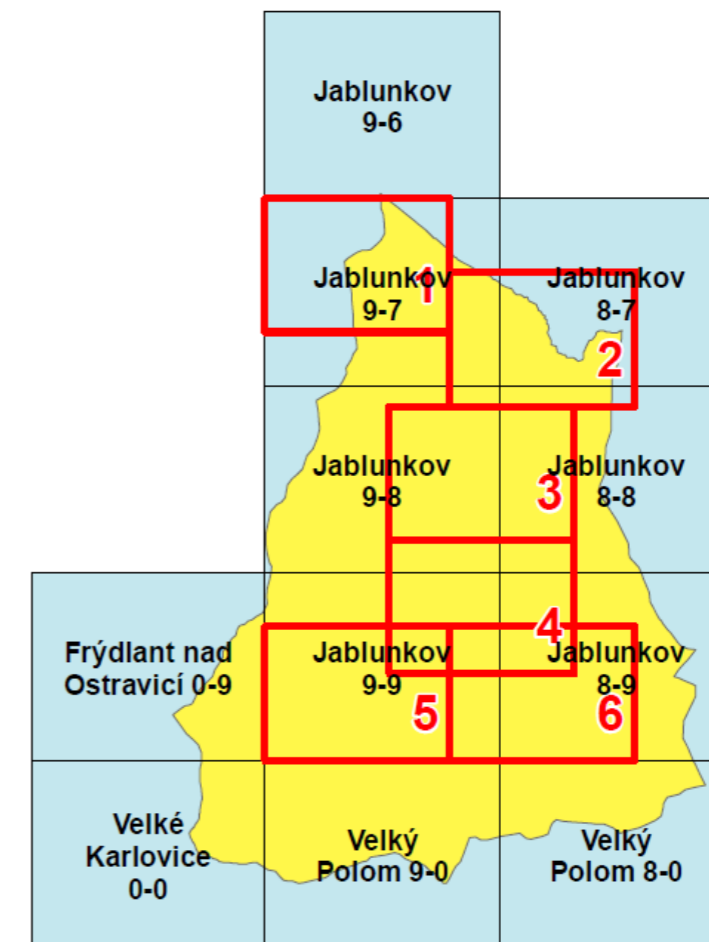 Jablunkov
9-6
Jablunkov
9-7
1
Jablunkov
8-7
2
Jablunkov
9-8
3
Jablunkov
8-8
4
Frýdlant nad
Ostravicí 0-9
Jablunkov
9-9
5
Jablunkov
8-9
6
Velké
Karlovice
0-0
Velký
Polom 9-0
Velký
Polom 8-0